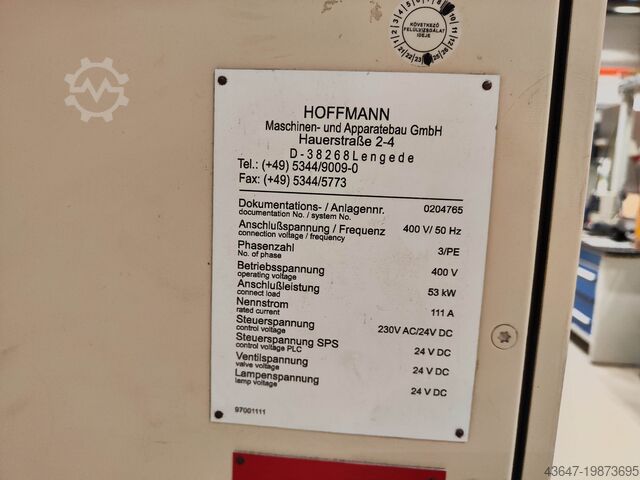 KÖVETKEZŐ
FELÜLVIZSGÁLAT
IDEJE
HOFFMANN
Maschinen- und Apparatebau GmbH
Hauerstraße 2-4
D-38268Lengede
Tel.: (+49) 5344/9009-0
Fax: (+49) 5344/5773
Dokumentations- / Anlagennr. 0204765
documentation No. / system No.
Anschlußspannung / Frequenz 400 V/ 50 Hz
connection voltage / frequency
Phasenzahl 3/PE
No. of phase
Betriebsspannung 400 V
operating voltage
Anschlußleistung 53 kW
connect load
Nennstrom 111 A
rated current
Steuerspannung 230V AC/24V DC
control voltage
Steuerspannung SPS 24 V DC
control voltage PLC
Ventilspannung 24 V DC
valve voltage
Lampenspannung 24 V DC
lamp voltage
97001111
43647-19873695